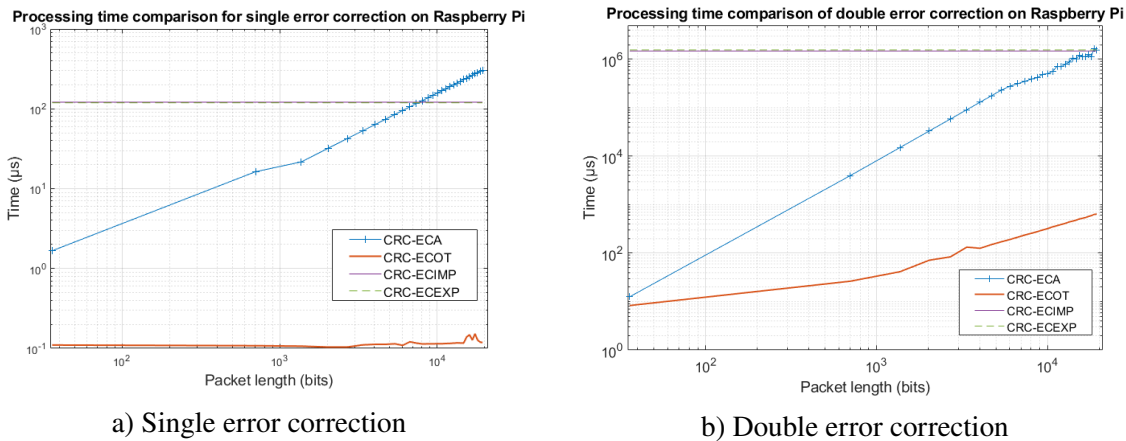 Processing time comparison for single error correction on Raspberry Pi
10^3
10^2
10^1
10^0
10^-1
Time (µs)
10^2
10^3
10^4
Packet length (bits)
CRC-ECA
CRC-ECOT
CRC-ECIMP
CRC-ECEXP
a) Single error correction
Processing time comparison of double error correction on Raspberry Pi
10^6
10^4
10^2
10^0
Time (µs)
10^2
10^3
10^4
Packet length (bits)
CRC-ECA
CRC-ECOT
CRC-ECIMP
CRC-ECEXP
b) Double error correction